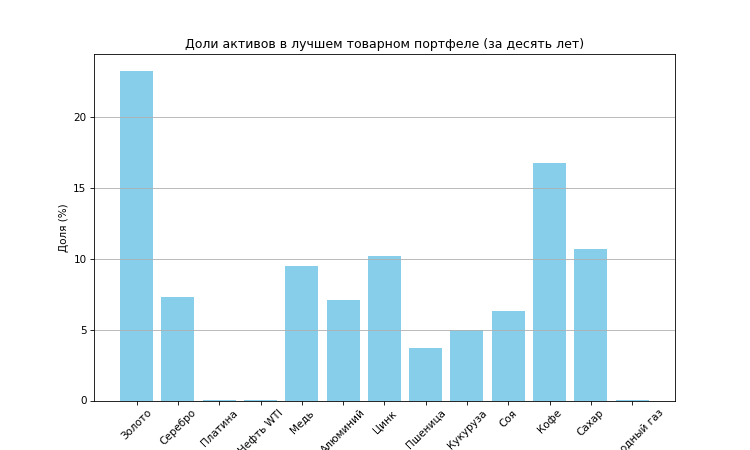 Доли активов в лучшем товарном портфеле (за десять лет)
Доля (%)
20
15
10
5
0
Золото
Серебро
Платина
Нефть WTI
Медь
Алюминий
Цинк
Пшеница
Кукуруза
Соя
Кофе
Сахар
газ